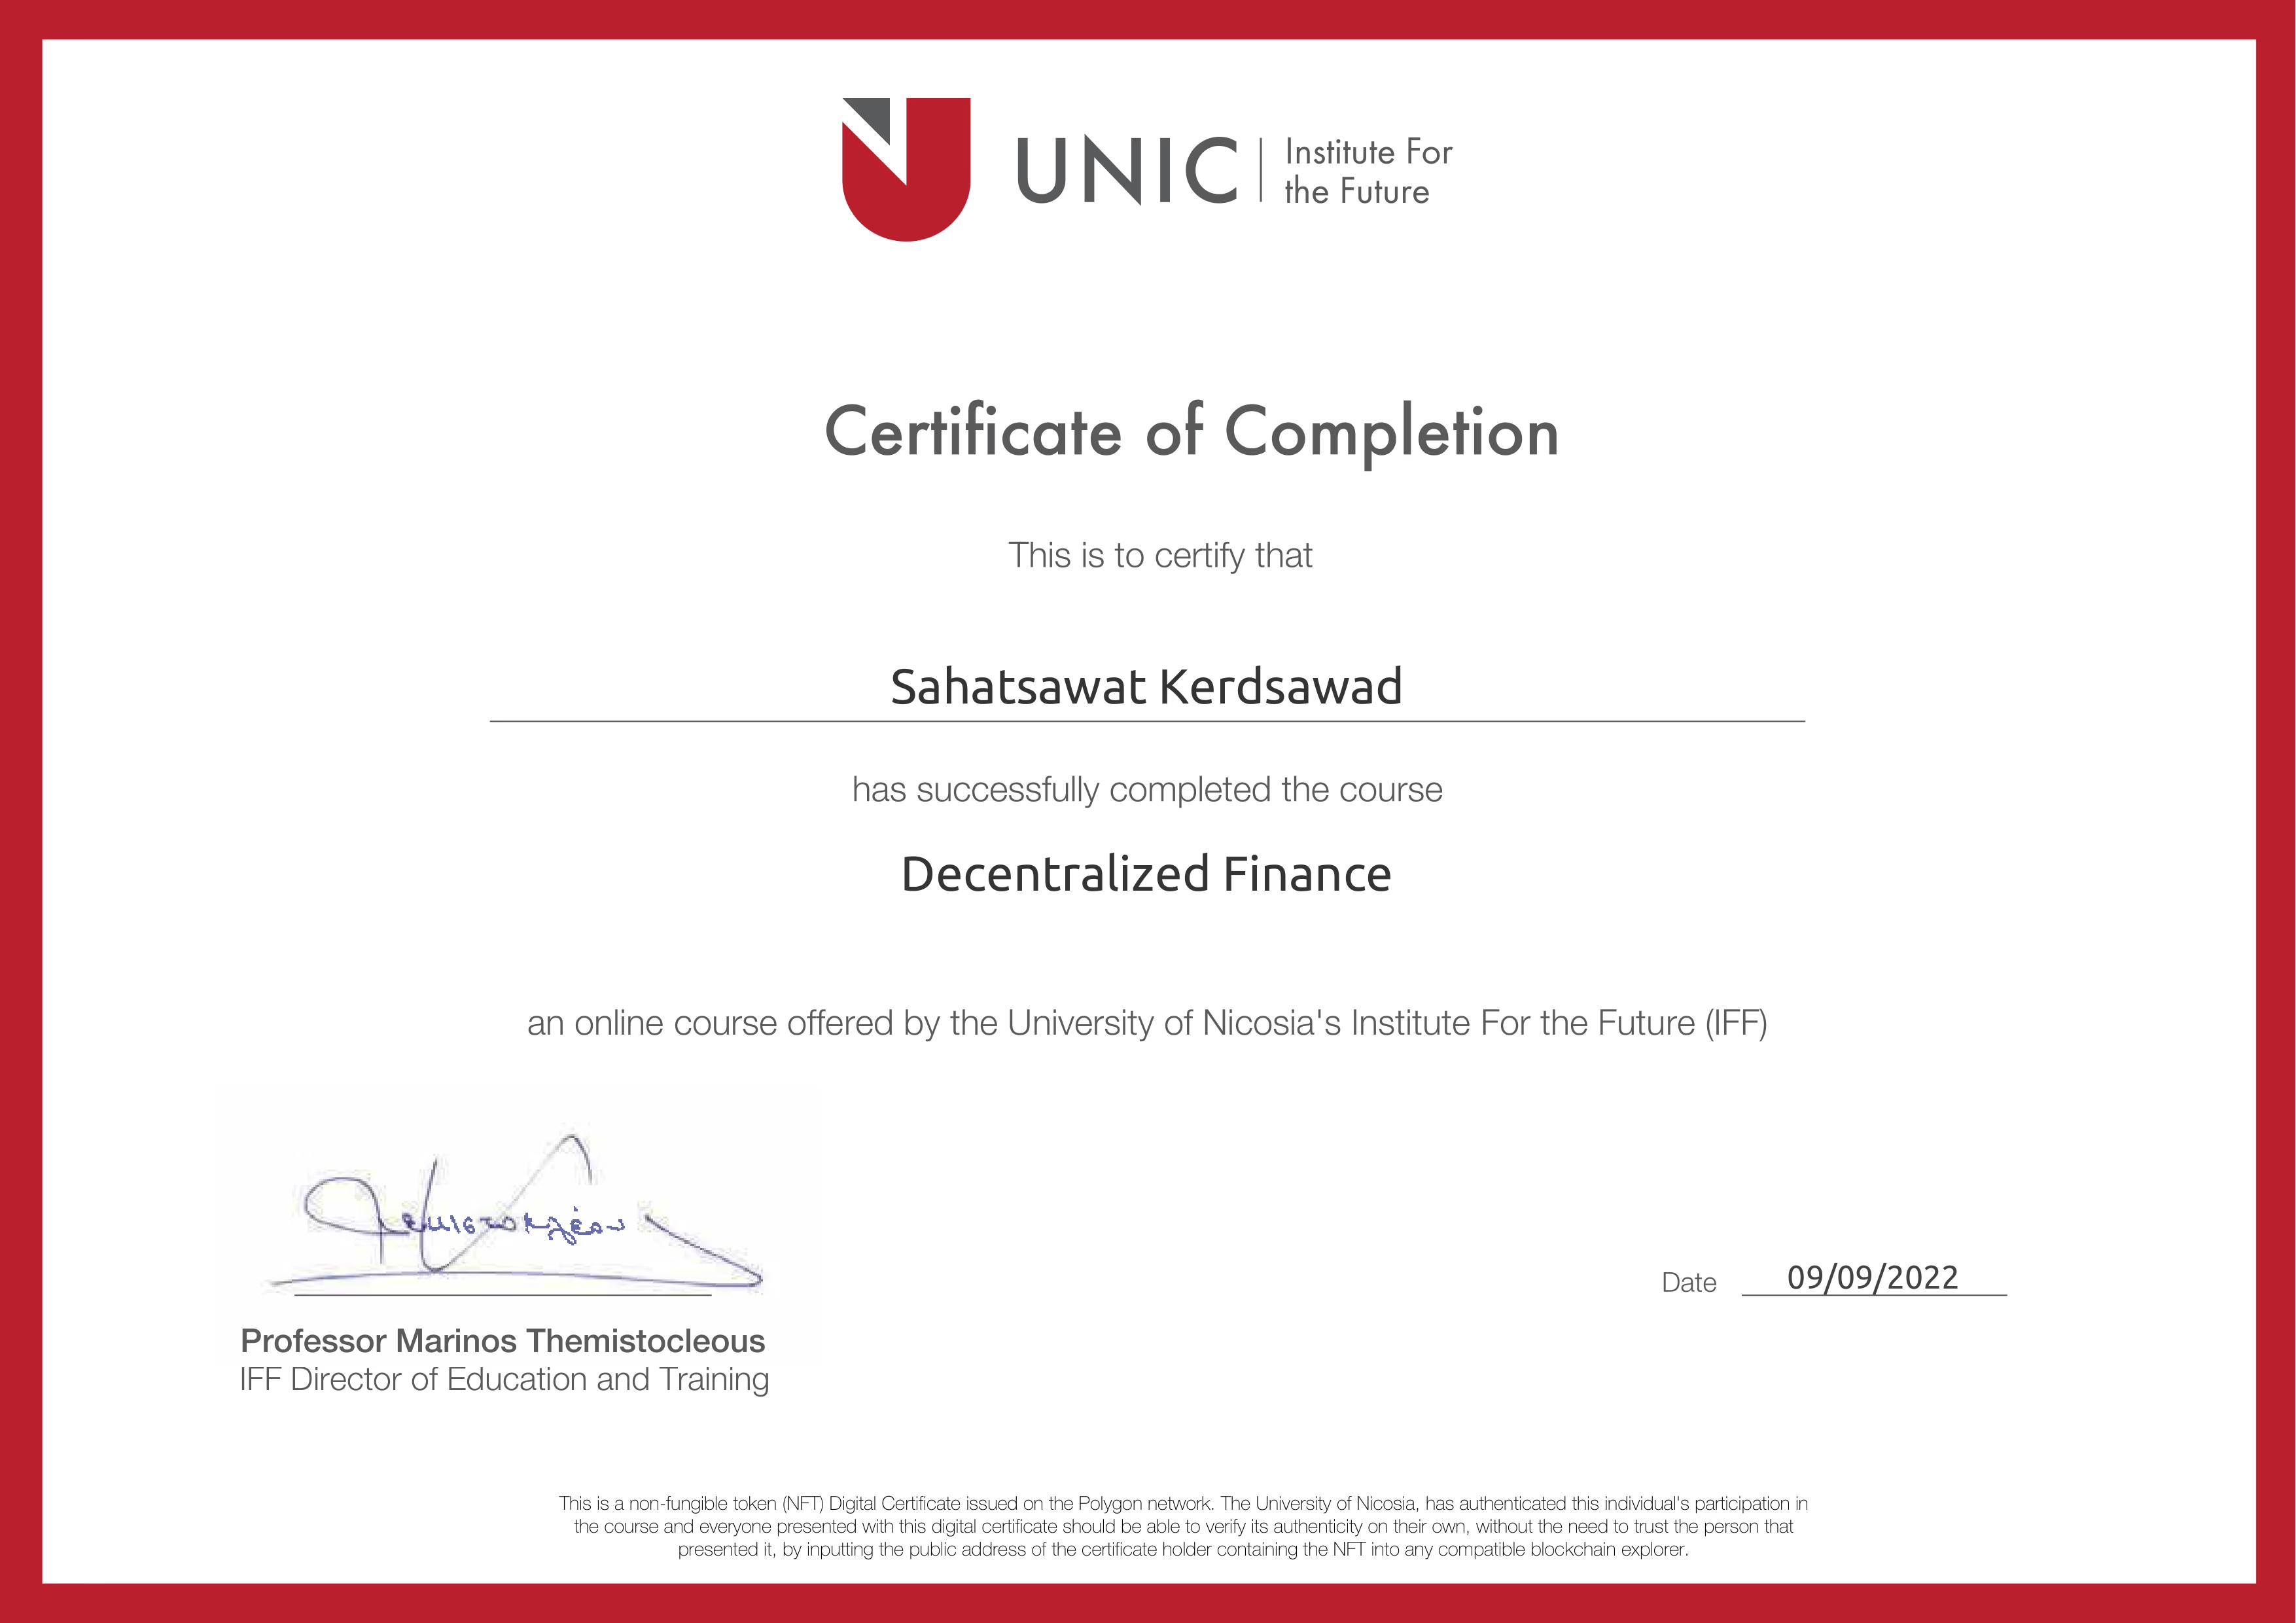 UNIC
Institute For
the Future
Certificate of Completion
This is to certify that
Sahatsawat Kerdsawad
has successfully completed the course
Decentralized Finance
an online course offered by the University of Nicosia's Institute For the Future (IFF)
Θεμιστοκλέου
Date 09/09/2022
Professor Marinos Themistocleous
IFF Director of Education and Training
This is a non-fungible token (NFT) Digital Certificate issued on the Polygon network. The University of Nicosia, has authenticated this individual's participation in
the course and everyone presented with this digital certificate should be able to verify its authenticity on their own, without the need to trust the person that
presented it, by inputting the public address of the certificate holder containing the NFT into any compatible blockchain explorer.